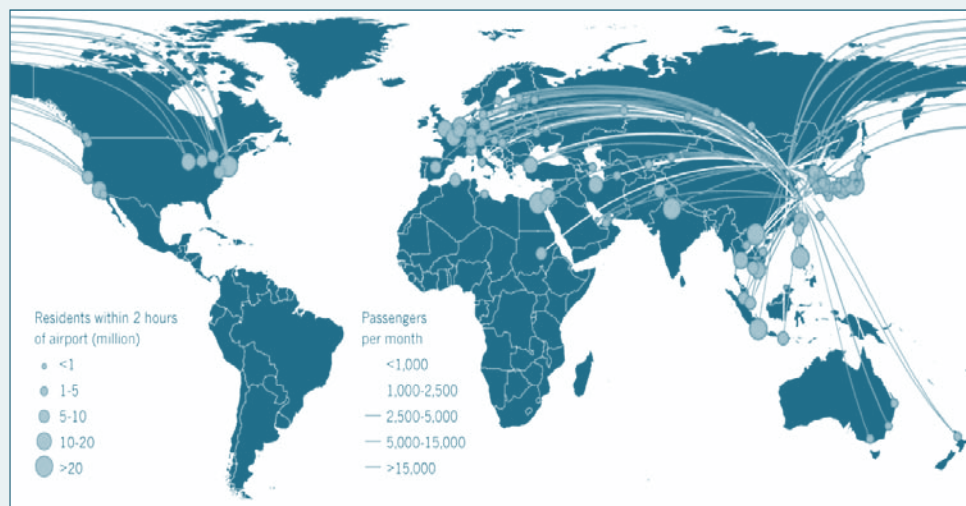 Residents within 2 hours
of airport (million)
<1
1-5
5-10
10-20
>20
Passengers
per month
<1,000
1,000-2,500
2,500-5,000
5,000-15,000
>15,000